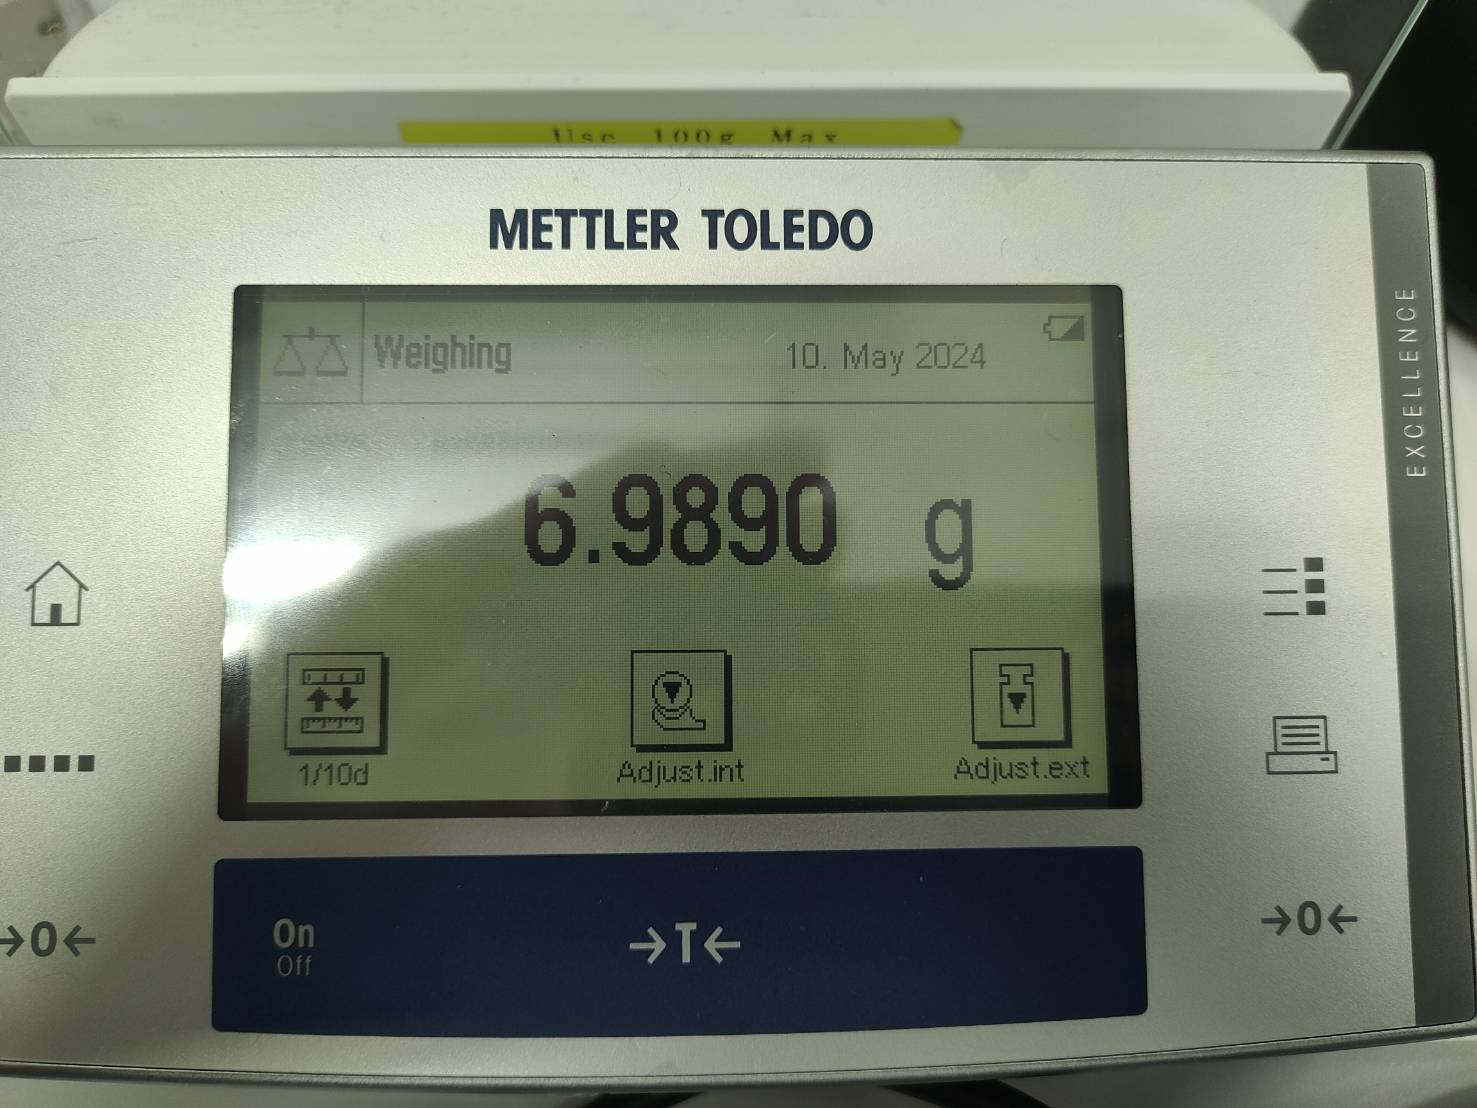 Use 100g Max
METTLER TOLEDO
EXCELLENCE
Weighing
10. May 2024
6.9890 g
1/10d
Adjust.int
Adjust.ext
→0←
On
Off
→T←
→0←